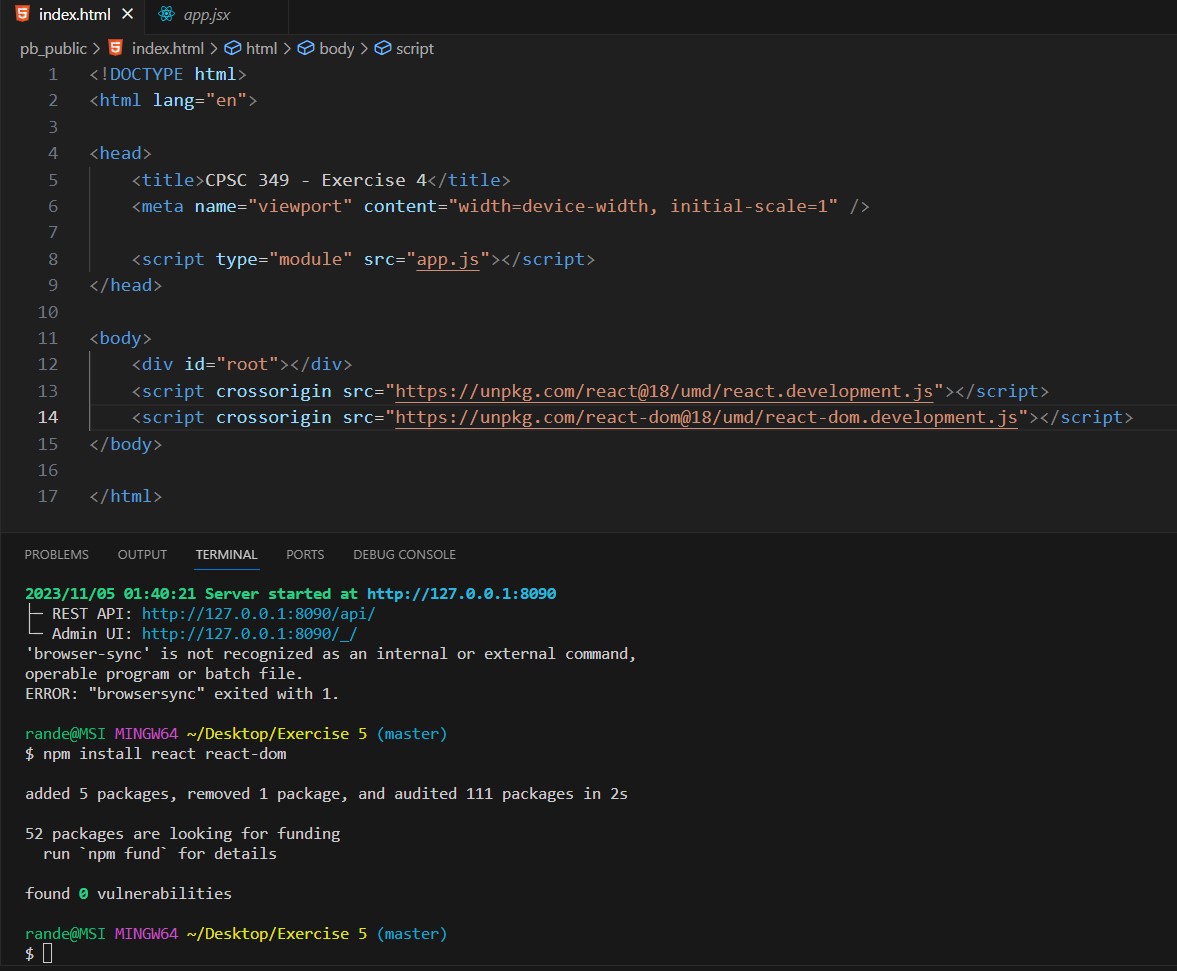 index.html × app.jsx
pb_public > index.html > html > body > script
1 <!DOCTYPE html>
2 <html lang="en">
3
4 <head>
5 <title>CPSC 349 - Exercise 4</title>
6 <meta name="viewport" content="width=device-width, initial-scale=1" />
7
8 <script type="module" src="app.js"></script>
9 </head>
10
11 <body>
12 <div id="root"></div>
13 <script crossorigin src="https://unpkg.com/react@18/umd/react.development.js"></script>
14 <script crossorigin src="https://unpkg.com/react-dom@18/umd/react-dom.development.js"></script>
15 </body>
16
17 </html>
PROBLEMS OUTPUT TERMINAL PORTS DEBUG CONSOLE
2023/11/05 01:40:21 Server started at http://127.0.0.1:8090
├─ REST API: http://127.0.0.1:8090/api/
└─ Admin UI: http://127.0.0.1:8090/_/
'browser-sync' is not recognized as an internal or external command,
operable program or batch file.
ERROR: "browsersync" exited with 1.
rande@MSI MINGW64 ~/Desktop/Exercise 5 (master)
$ npm install react react-dom
added 5 packages, removed 1 package, and audited 111 packages in 2s
52 packages are looking for funding
run `npm fund` for details
found 0 vulnerabilities
rande@MSI MINGW64 ~/Desktop/Exercise 5 (master)
$